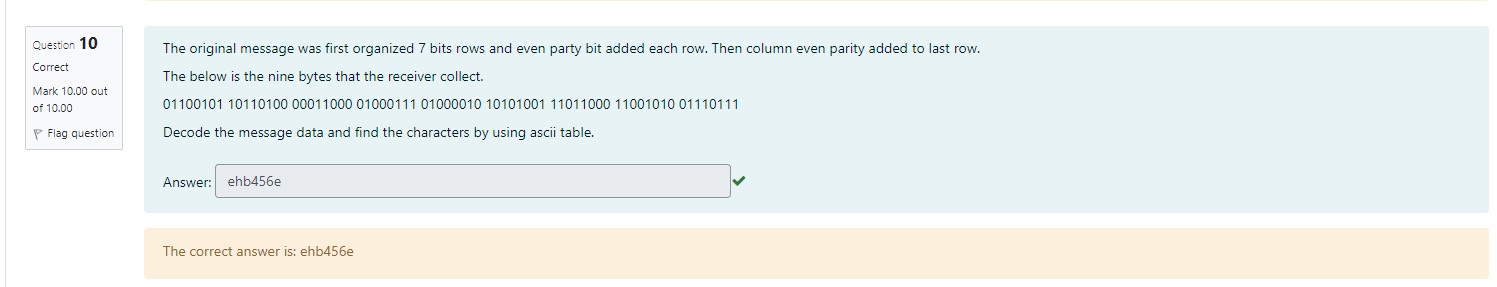 Question 10
Correct
Mark 10.00 out
of 10.00
Flag question
The original message was first organized 7 bits rows and even party bit added each row. Then column even parity added to last row.
The below is the nine bytes that the receiver collect.
01100101 10110100 00011000 01000111 01000010 10101001 11011000 11001010 01110111
Decode the message data and find the characters by using ascii table.
Answer: ehb456e
The correct answer is: ehb456e